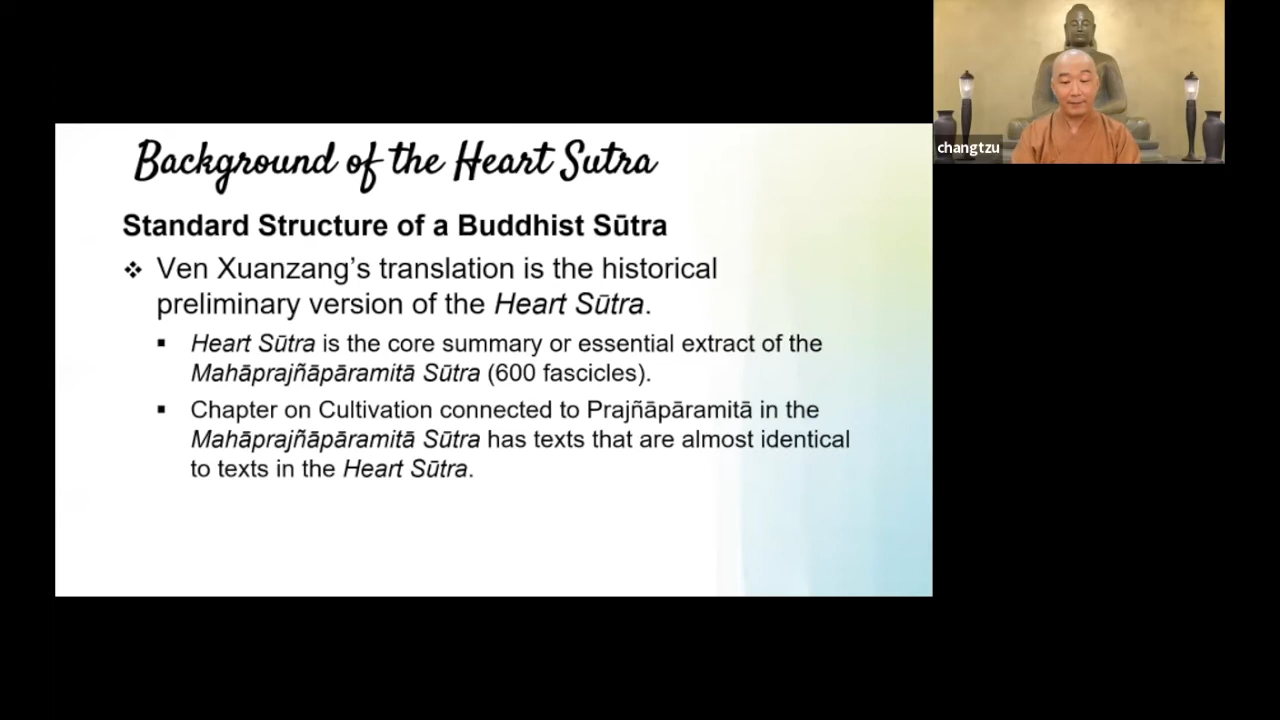 Background of the Heart Sutra
Standard Structure of a Buddhist Sūtra
❖ Ven Xuanzang’s translation is the historical
preliminary version of the Heart Sūtra.
▪ Heart Sūtra is the core summary or essential extract of the
Mahāprajñāpāramitā Sūtra (600 fascicles).
▪ Chapter on Cultivation connected to Prajñāpāramitā in the
Mahāprajñāpāramitā Sūtra has texts that are almost identical
to texts in the Heart Sūtra.
changtzu